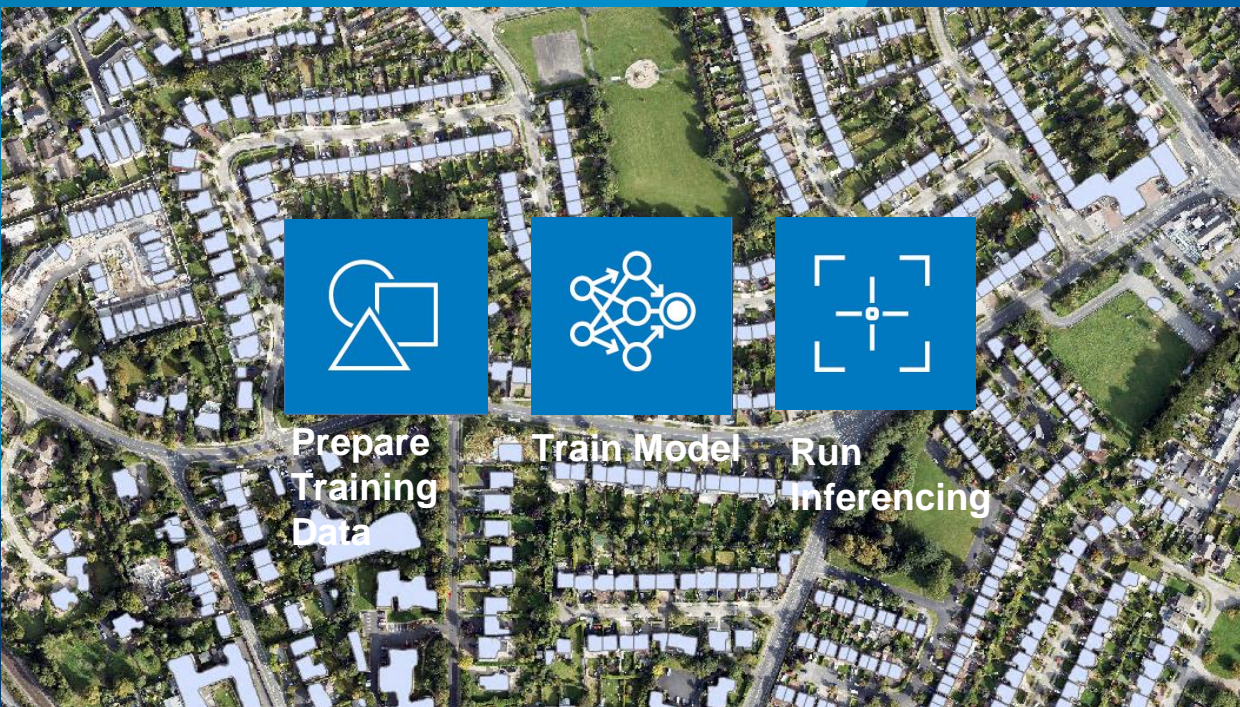 Prepare
Training
Data
Train Model
Run
Inferencing